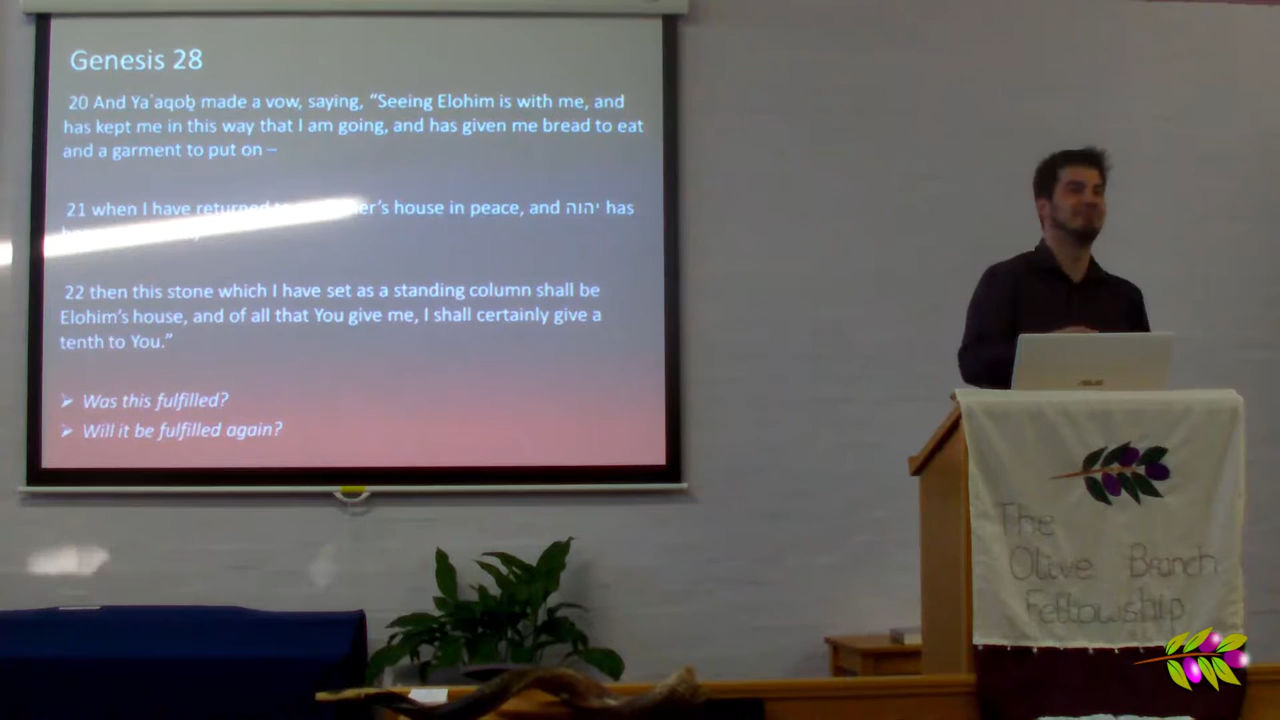 Genesis 28
20 And Ya'aqoḇ made a vow, saying, “Seeing Elohim is with me, and
has kept me in this way that I am going, and has given me bread to eat
and a garment to put on –
21 when I have returned house in peace, and יהוה has
22 then this stone which I have set as a standing column shall be
Elohim’s house, and of all that You give me, I shall certainly give a
tenth to You.”
➢ Was this fulfilled?
➢ Will it be fulfilled again?
ASUS
The
Olive Branch
Fellowship